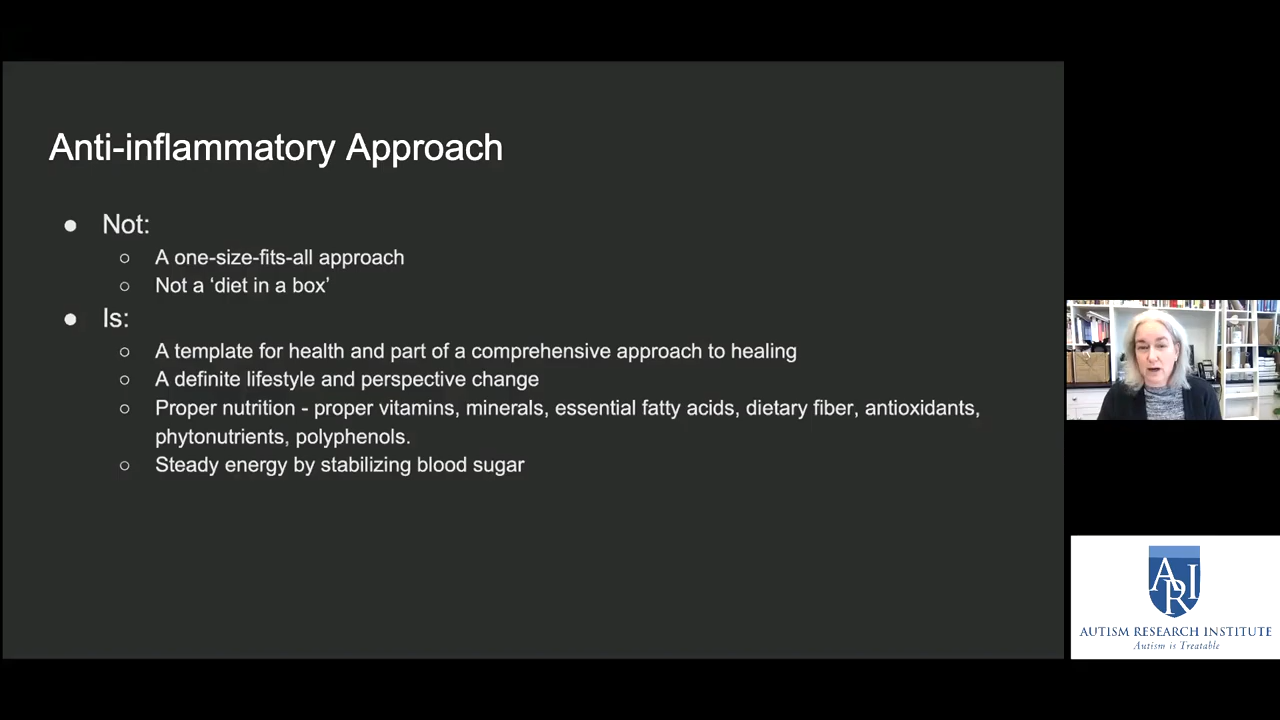 Anti-inflammatory Approach
● Not:
○ A one-size-fits-all approach
○ Not a ‘diet in a box’
● Is:
○ A template for health and part of a comprehensive approach to healing
○ A definite lifestyle and perspective change
○ Proper nutrition - proper vitamins, minerals, essential fatty acids, dietary fiber, antioxidants,
phytonutrients, polyphenols.
○ Steady energy by stabilizing blood sugar
ARI
AUTISM RESEARCH INSTITUTE
Autism is Treatable